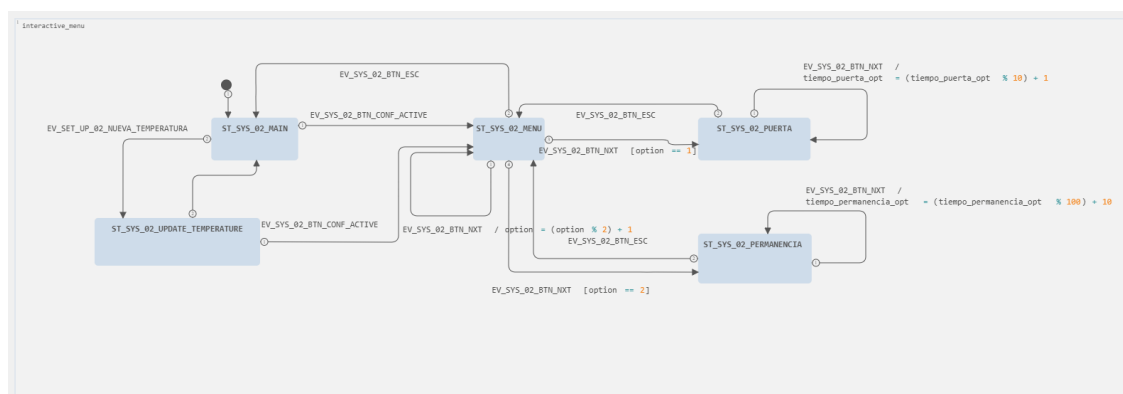 interactive_menu
EV_SYS_02_BTN_NXT /
tiempo_puerta_opt = (tiempo_puerta_opt % 10) + 1
EV_SYS_02_BTN_ESC
EV_SYS_02_BTN_CONF_ACTIVE
EV_SYS_02_BTN_ESC
EV_SET_UP_02_NUEVA_TEMPERATURA
ST_SYS_02_MAIN
ST_SYS_02_MENU
ST_SYS_02_PUERTA
EV_SYS_02_BTN_NXT [option == 1]
EV_SYS_02_BTN_NXT /
tiempo_permanencia_opt = (tiempo_permanencia_opt % 100) + 10
ST_SYS_02_UPDATE_TEMPERATURE
EV_SYS_02_BTN_CONF_ACTIVE
EV_SYS_02_BTN_NXT / option = (option % 2) + 1
EV_SYS_02_BTN_ESC
ST_SYS_02_PERMANENCIA
EV_SYS_02_BTN_NXT [option == 2]